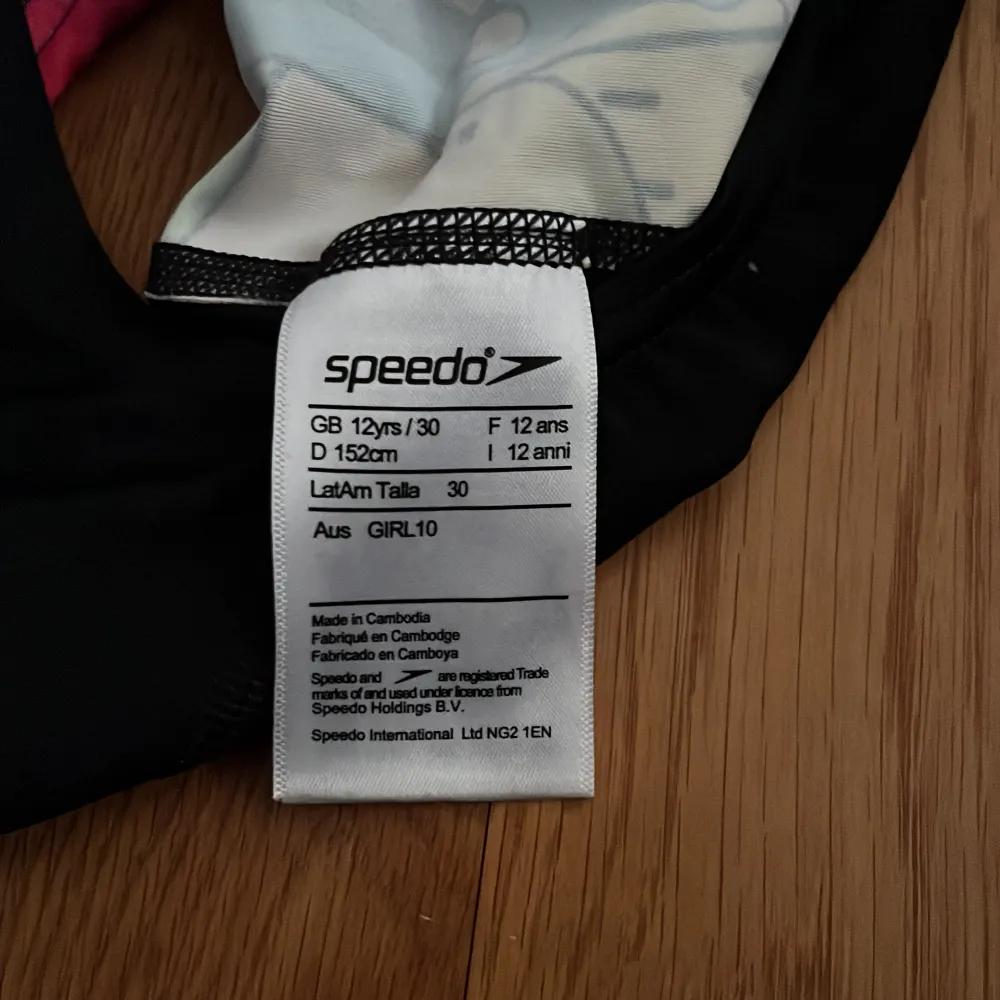 speedo®
GB 12yrs / 30 F 12 ans
D 152cm I 12 anni
LatAm Talla 30
Aus GIRL10
Made in Cambodia
Fabriqué en Cambodge
Fabricado en Camboya
Speedo and are registered Trade
marks of and used under licence from
Speedo Holdings B.V.
Speedo International Ltd NG2 1EN